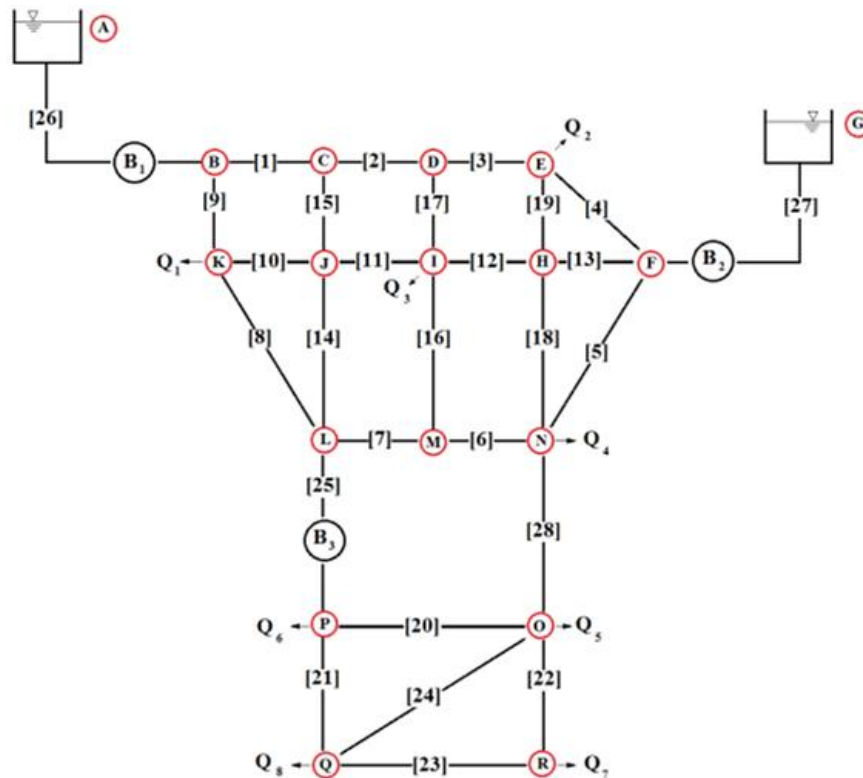 A
G
[26]
Q2
B1 B [1] C [2] D [3] E
[9] [15] [17] [19] [4] [27]
Q1 K [10] J [11] I [12] H [13] F B2
Q3
[8] [14] [16] [18] [5]
L [7] M [6] N Q4
[25]
B3 [28]
Q6 P [20] O Q5
[21] [24] [22]
Q8 Q [23] R Q7